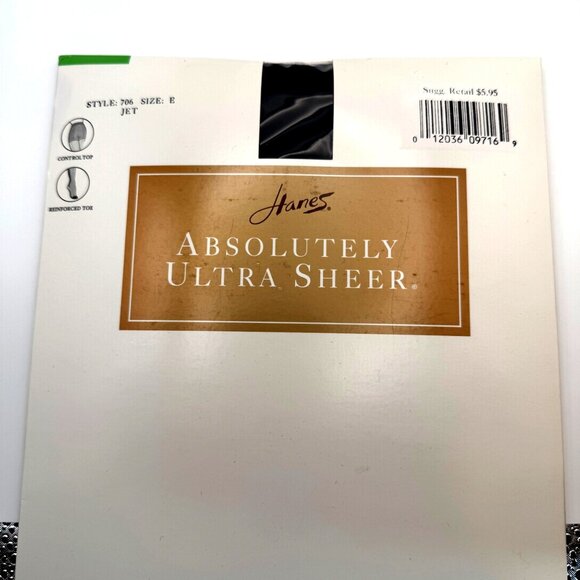 STYLE: 706 SIZE: E
JET
Sugg. Retail $5.95
0 12036 09716 9
CONTROL TOP
REINFORCED TOE
Hanes®
ABSOLUTELY
ULTRA SHEER®